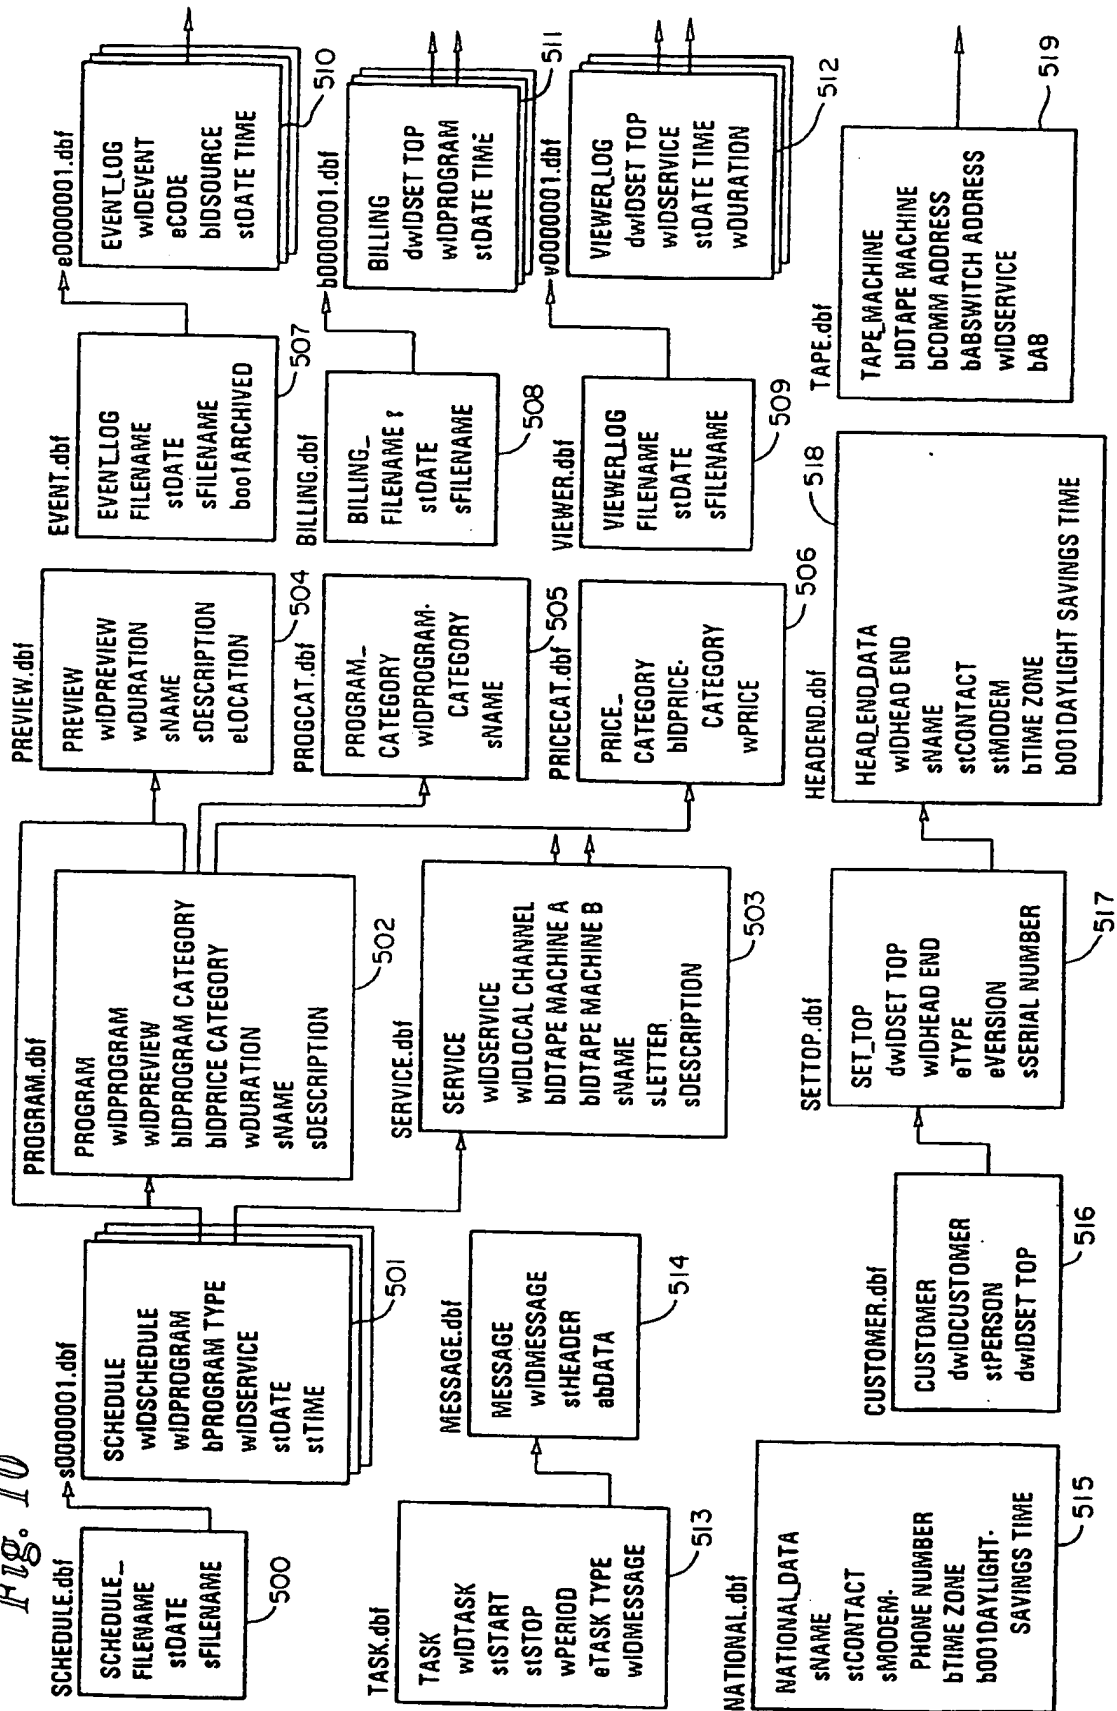 Fig. 10
SCHEDULE.dbf
SCHEDULE_
FILENAME
stDATE
sFILENAME
500
s0000001.dbf
SCHEDULE
wIDSCHEDULE
wIDPROGRAM
bPROGRAM TYPE
wIDSERVICE
stDATE
stTIME
501
PROGRAM.dbf
PROGRAM
wIDPROGRAM
wIDPREVIEW
bIDPROGRAM CATEGORY
bIDPRICE CATEGORY
wDURATION
sNAME
sDESCRIPTION
502
SERVICE.dbf
SERVICE
wIDSERVICE
wIDLOCAL CHANNEL
bIDTAPE MACHINE A
bIDTAPE MACHINE B
sNAME
sLETTER
sDESCRIPTION
503
PREVIEW.dbf
PREVIEW
wIDPREVIEW
wDURATION
sNAME
sDESCRIPTION
eLOCATION
504
PROGCAT.dbf
PROGRAM_
CATEGORY
wIDPROGRAM-
CATEGORY
sNAME
505
PRICECAT.dbf
PRICE_
CATEGORY
bIDPRICE-
CATEGORY
wPRICE
506
EVENT.dbf
EVENT_LOG
FILENAME
stDATE
sFILENAME
boo1ARCHIVED
507
BILLING.dbf
BILLING_
FILENAME
stDATE
sFILENAME
508
VIEWER.dbf
VIEWER_LOG
FILENAME
stDATE
sFILENAME
509
e0000001.dbf
EVENT_LOG
wIDEVENT
eCODE
bIDSOURCE
stDATE TIME
510
b0000001.dbf
BILLING
dwIDSET TOP
wIDPROGRAM
stDATE TIME
511
v0000001.dbf
VIEWER_LOG
dwIDSET TOP
wIDSERVICE
stDATE TIME
wDURATION
512
TASK.dbf
TASK
wIDTASK
stSTART
stSTOP
wPERIOD
eTASK TYPE
wIDMESSAGE
513
MESSAGE.dbf
MESSAGE
wIDMESSAGE
stHEADER
abDATA
514
NATIONAL.dbf
NATIONAL_DATA
sNAME
stCONTACT
sMODEM-
PHONE NUMBER
bTIME ZONE
b001DAYLIGHT-
SAVINGS TIME
515
CUSTOMER.dbf
CUSTOMER
dwIDCUSTOMER
stPERSON
dwIDSET TOP
516
SETTOP.dbf
SET_TOP
dwIDSET TOP
wIDHEAD END
eTYPE
eVERSION
sSERIAL NUMBER
517
HEADEND.dbf
HEAD_END_DATA
wIDHEAD END
sNAME
stCONTACT
stMODEM
bTIME ZONE
b001DAYLIGHT SAVINGS TIME
518
TAPE.dbf
TAPE_MACHINE
bIDTAPE MACHINE
bCOMM ADDRESS
bABSWITCH ADDRESS
wIDSERVICE
bAB
519